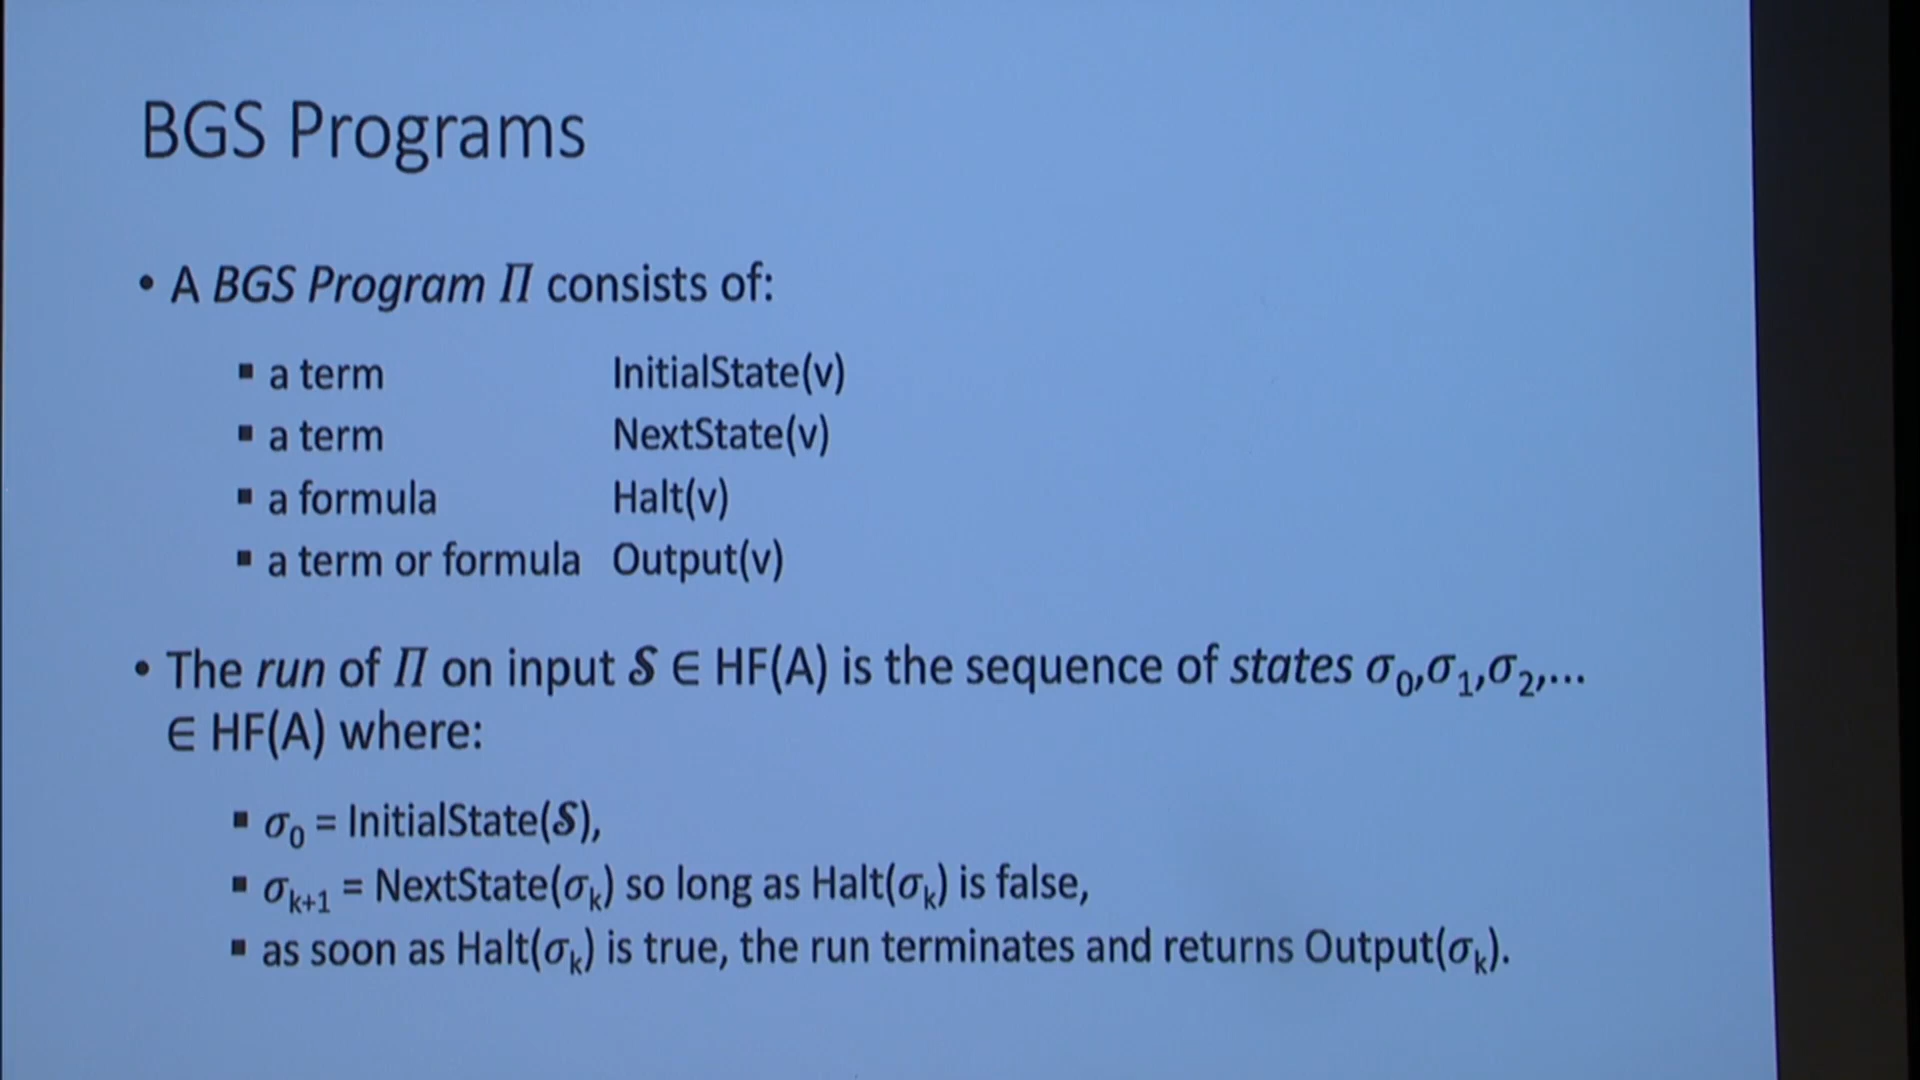 BGS Programs
• A BGS Program Π consists of:
▪ a term InitialState(v)
▪ a term NextState(v)
▪ a formula Halt(v)
▪ a term or formula Output(v)
• The run of Π on input 𝓢 ∈ HF(A) is the sequence of states σ₀,σ₁,σ₂,...
∈ HF(A) where:
▪ σ₀ = InitialState(𝓢),
▪ σₖ₊₁ = NextState(σₖ) so long as Halt(σₖ) is false,
▪ as soon as Halt(σₖ) is true, the run terminates and returns Output(σₖ).